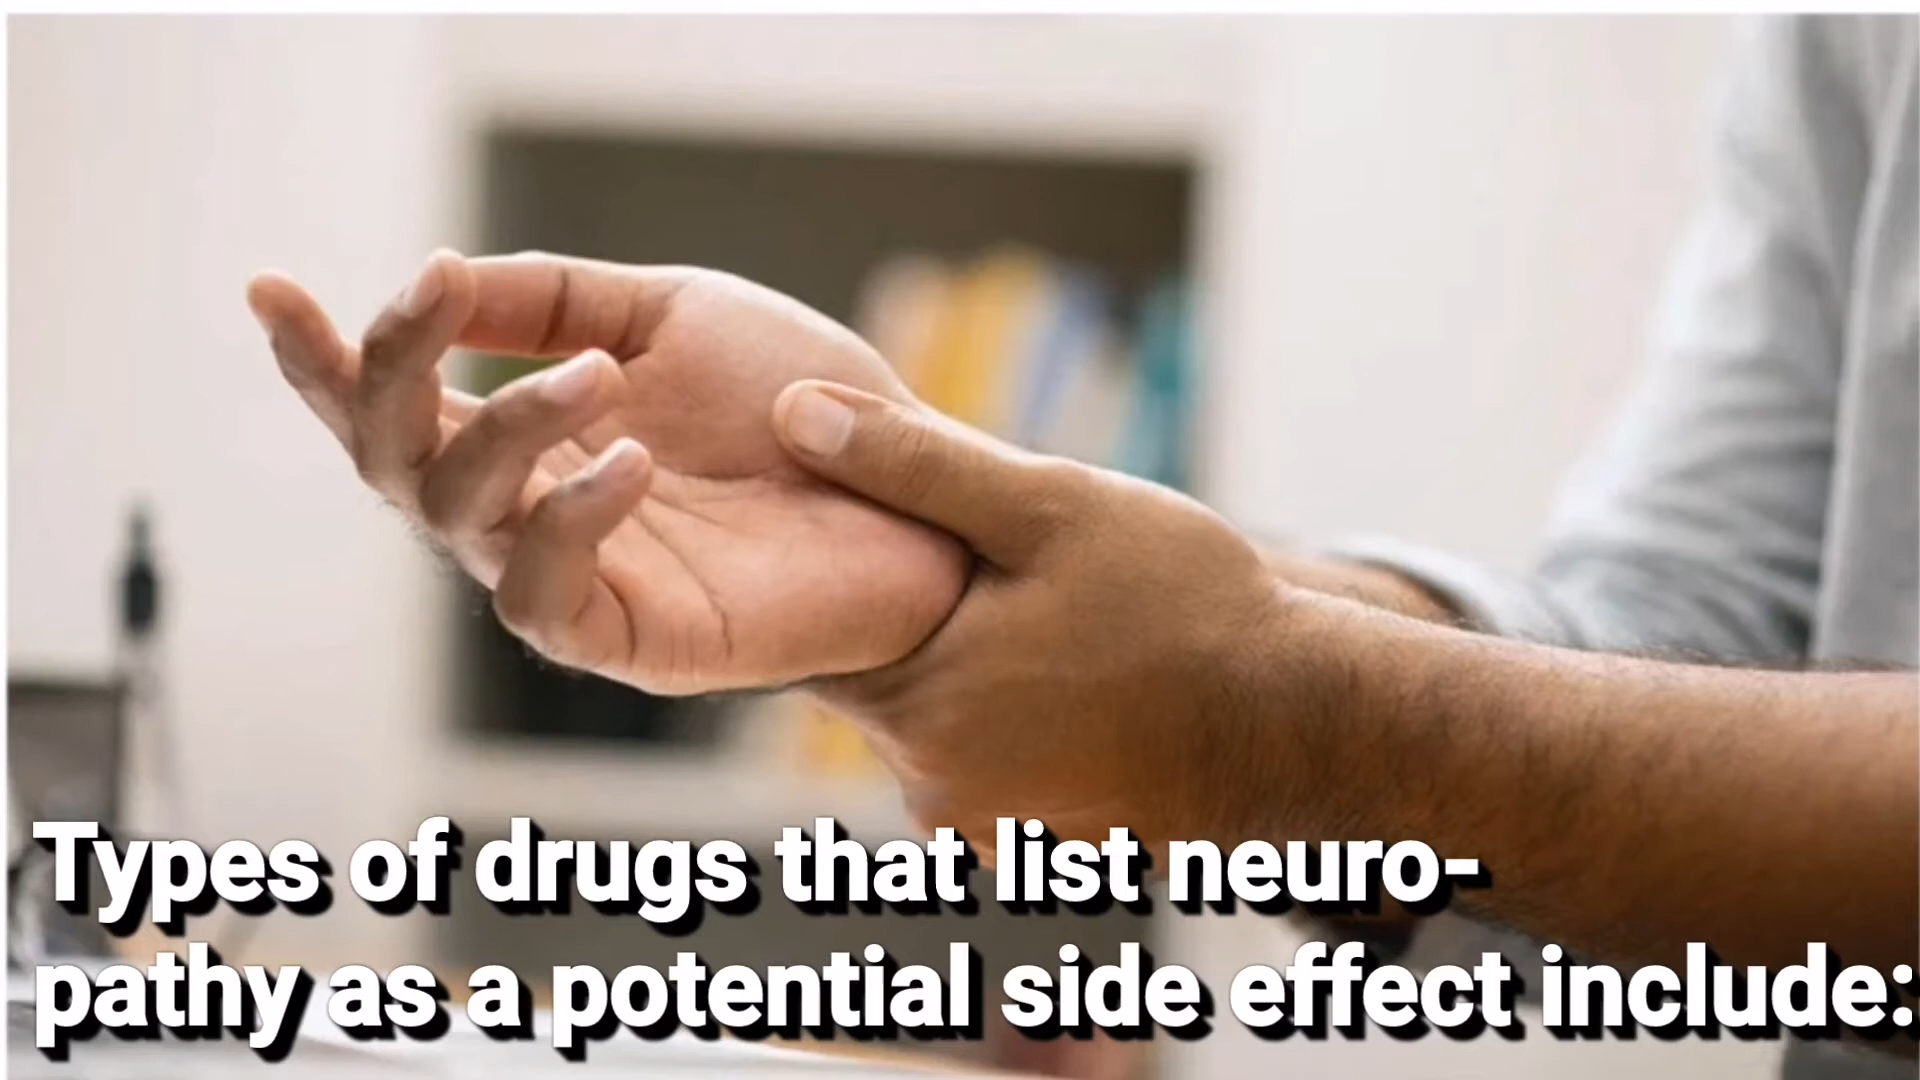 Types of drugs that list neuro-
pathy as a potential side effect include: